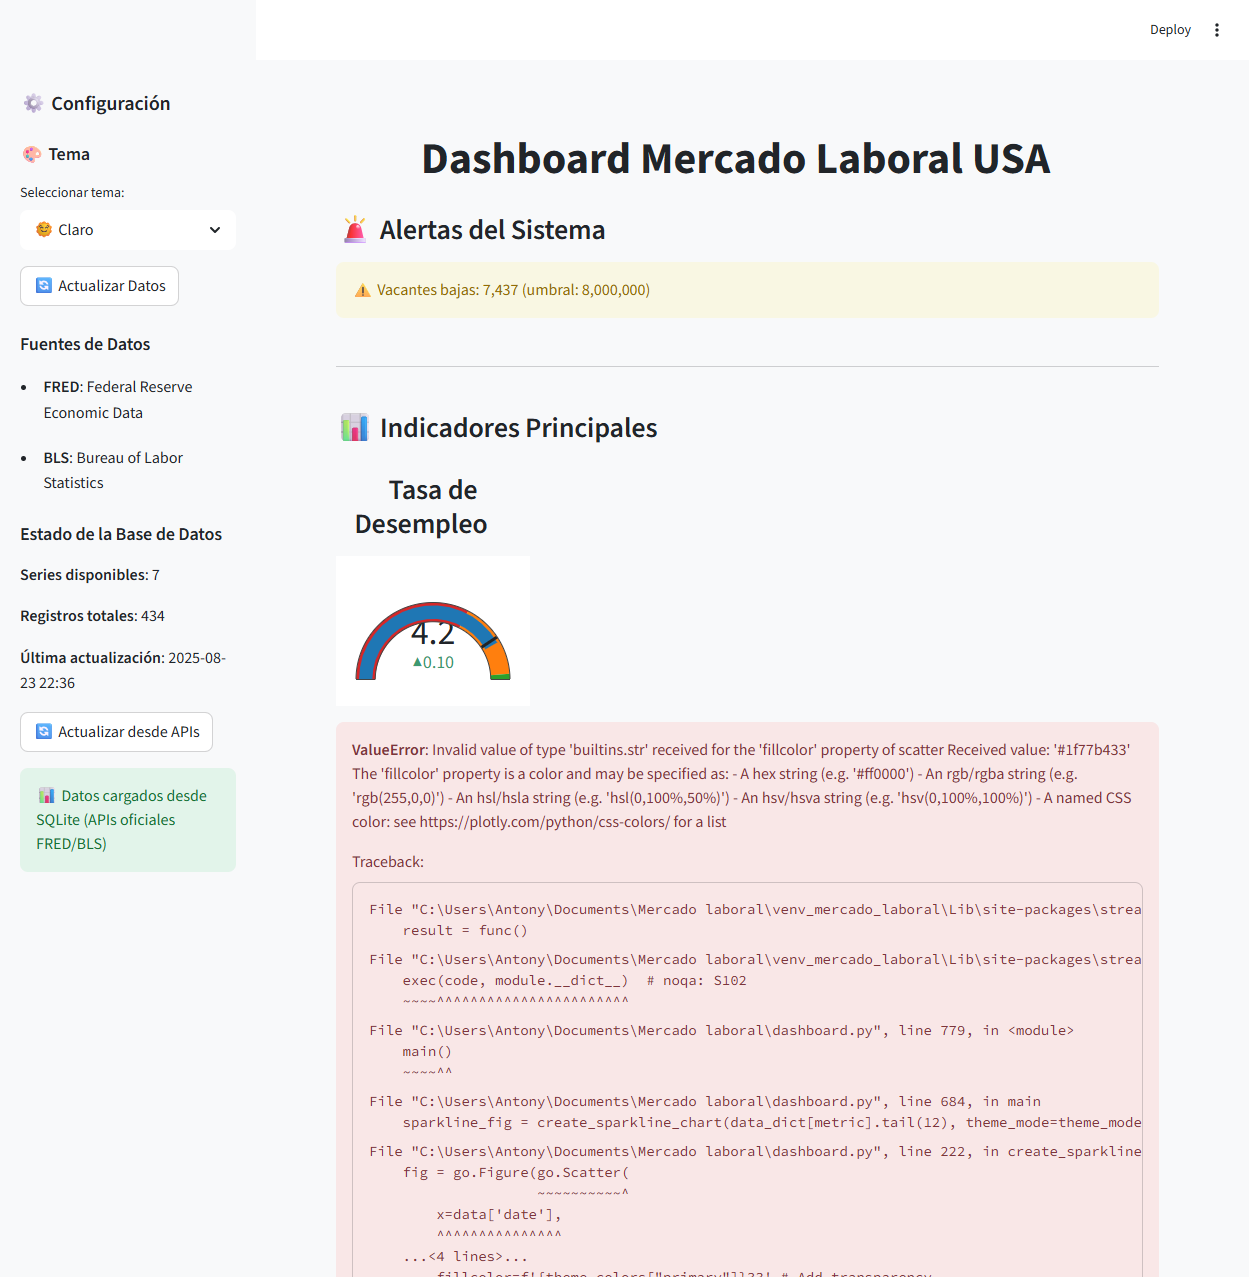 Deploy
Configuración
Tema
Seleccionar tema:
Claro
Actualizar Datos
Fuentes de Datos
FRED: Federal Reserve
Economic Data
BLS: Bureau of Labor
Statistics
Estado de la Base de Datos
Series disponibles: 7
Registros totales: 434
Última actualización: 2025-08-
23 22:36
Actualizar desde APIs
Datos cargados desde
SQLite (APIs oficiales
FRED/BLS)
Dashboard Mercado Laboral USA
Alertas del Sistema
Vacantes bajas: 7,437 (umbral: 8,000,000)
Indicadores Principales
Tasa de
Desempleo
4.2
▲0.10
ValueError: Invalid value of type 'builtins.str' received for the 'fillcolor' property of scatter Received value: '#1f77b433'
The 'fillcolor' property is a color and may be specified as: - A hex string (e.g. '#ff0000') - An rgb/rgba string (e.g.
'rgb(255,0,0)') - An hsl/hsla string (e.g. 'hsl(0,100%,50%)') - An hsv/hsva string (e.g. 'hsv(0,100%,100%)') - A named CSS
color: see https://plotly.com/python/css-colors/ for a list
Traceback:
File "C:\Users\Antony\Documents\Mercado laboral\venv_mercado_laboral\Lib\site-packages\strea
result = func()
File "C:\Users\Antony\Documents\Mercado laboral\venv_mercado_laboral\Lib\site-packages\strea
exec(code, module.__dict__)  # noqa: S102
~~~~^^^^^^^^^^^^^^^^^^^^^^^
File "C:\Users\Antony\Documents\Mercado laboral\dashboard.py", line 779, in <module>
main()
~~~~^^
File "C:\Users\Antony\Documents\Mercado laboral\dashboard.py", line 684, in main
sparkline_fig = create_sparkline_chart(data_dict[metric].tail(12), theme_mode=theme_mode
File "C:\Users\Antony\Documents\Mercado laboral\dashboard.py", line 222, in create_sparkline
fig = go.Figure(go.Scatter(
~~~~~~~~~~^
x=data['date'],
^^^^^^^^^^^^^^^
...<4 lines>...
fillcolor=f'{theme_colors["primary"]}33' # Add transparency